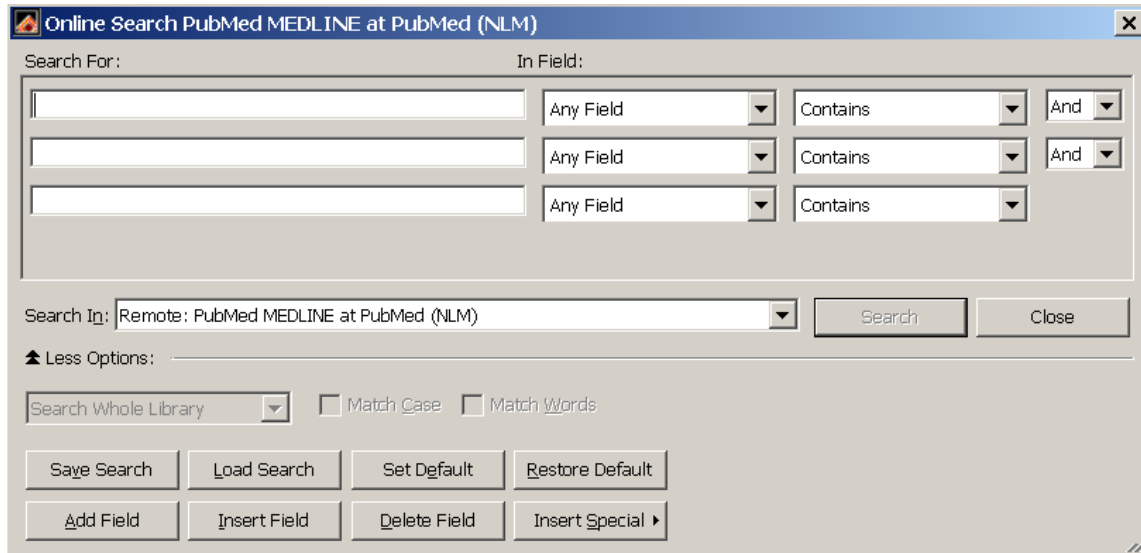 Online Search PubMed MEDLINE at PubMed (NLM)
Search For: In Field:
Any Field Contains And
Any Field Contains And
Any Field Contains
Search In: Remote: PubMed MEDLINE at PubMed (NLM) Search Close
Less Options:
Search Whole Library Match Case Match Words
Save Search Load Search Set Default Restore Default
Add Field Insert Field Delete Field Insert Special